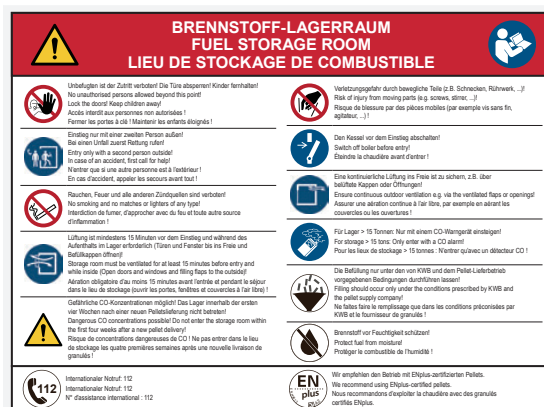 BRENNSTOFF-LAGERRAUM
FUEL STORAGE ROOM
LIEU DE STOCKAGE DE COMBUSTIBLE
Unbefugten ist der Zutritt verboten! Die Türe absperren! Kinder fernhalten!
No unauthorised persons allowed beyond this point!
Lock the doors! Keep children away!
Accès interdit aux personnes non autorisées !
Fermer les portes à clé ! Maintenir les enfants éloignés !
Einstieg nur mit einer zweiten Person außen!
Bei einen Unfall zuerst Rettung rufen!
Entry only with a second person outside!
In case of an accident, first call for help!
N'entrer que si une autre personne est à l'extérieur !
En cas d'accident, appeler les secours avant tout !
Rauchen, Feuer und alle anderen Zündquellen sind verboten!
No smoking and no matches or lighters of any type!
Interdiction de fumer, d'approcher avec du feu et toute autre source
d'inflammation !
Lüftung ist mindestens 15 Minuten vor dem Einstieg und während des
Aufenthalts im Lager erforderlich (Türen und Fenster bis ins Freie und
Befüllkappen öffnen)!
Storage room must be ventilated for at least 15 minutes before entry and
while inside (Open doors and windows and filling flaps to the outside)!
Aération obligatoire d'au moins 15 minutes avant l'entrée et pendant le séjour
dans le lieu de stockage (ouvrir les portes, fenêtres et couvercles à l'air libre) !
Gefährliche CO-Konzentrationen möglich! Das Lager innerhalb der ersten
vier Wochen nach einer neuen Pelletslieferung nicht betreten!
Dangerous CO concentrations possible! Do not enter the storage room within
the first four weeks after a new pellet delivery!
Risque de concentrations dangereuses de CO ! Ne pas entrer dans le lieu
de stockage les quatre premières semaines après une nouvelle livraison de
granulés !
112
Internationaler Notruf: 112
Internationaler Notruf: 112
N° d'assistance international : 112
Verletzungsgefahr durch bewegliche Teile (z.B. Schnecken, Rührwerk, ...)!
Risk of injury from moving parts (e.g. screws, stirrer, ...)!
Risque de blessure par des pièces mobiles (par exemple vis sans fin,
agitateur, ...) !
Den Kessel vor dem Einstieg abschalten!
Switch off boiler before entry!
Éteindre la chaudière avant d'entrer !
Eine kontinuierliche Lüftung ins Freie ist zu sichern, z.B. über
belüftete Kappen oder Öffnungen!
Ensure continuous outdoor ventilation e.g. via the ventilated flaps or openings!
Assurer une aération continue à l'air libre, par exemple en aérant les
couvercles ou les ouvertures !
Für Lager > 15 Tonnen: Nur mit einem CO-Warngerät einsteigen!
For storage > 15 tons: Only enter with a CO alarm!
Pour les lieux de stockage > 15 tonnes : N'entrer qu'avec un détecteur CO !
Die Befüllung nur unter den von KWB und dem Pellet-Lieferbetrieb
vorgegebenen Bedingungen durchführen lassen!
Filling should occur only under the conditions prescribed by KWB and
the pellet supply company!
Ne faites faire le remplissage que dans les conditions préconisées par
KWB et le fournisseur de granulés !
Brennstoff vor Feuchtigkeit schützen!
Protect fuel from moisture!
Protéger le combustible de l'humidité !
EN
plus
Wir empfehlen den Betrieb mit ENplus-zertifizierten Pellets.
We recommend using ENplus-certified pellets.
Nous recommandons d'exploiter la chaudière avec des granulés
certifiés ENplus.